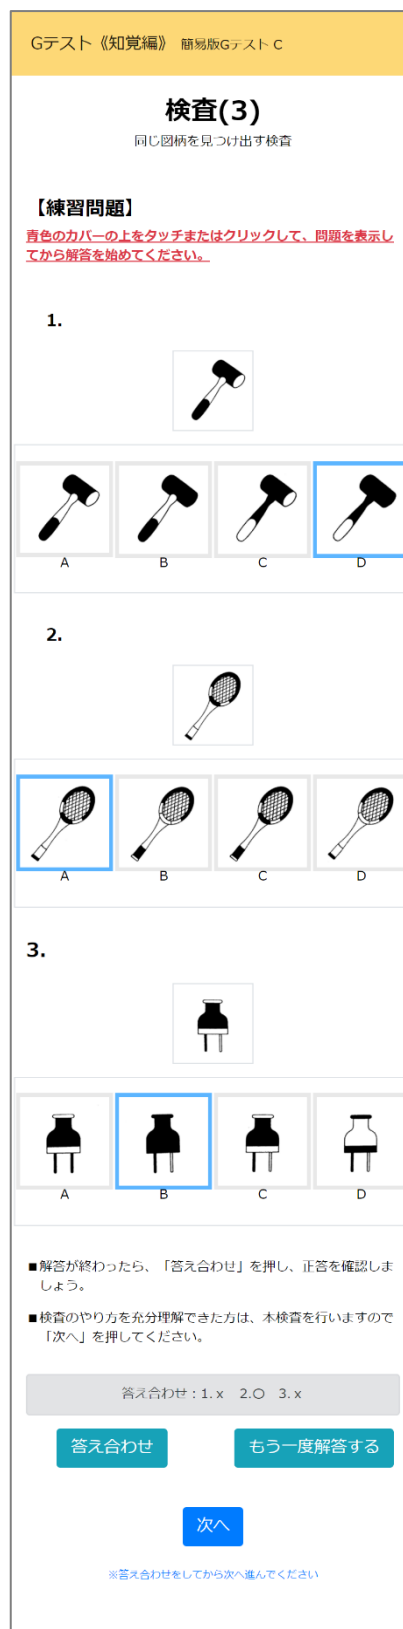 Gテスト《知覚編》 簡易版Gテスト C
検査(3)
同じ図柄を見つけ出す検査
【練習問題】
青色のカバーの上をタッチまたはクリックして、問題を表示し
てから解答を始めてください。
1.
A B C D
2.
A B C D
3.
A B C D
■解答が終わったら、「答え合わせ」を押し、正答を確認しま
しょう。
■検査のやり方を充分理解できた方は、本検査を行いますので
「次へ」を押してください。
答え合わせ：1. x 2.〇 3. x
答え合わせ もう一度解答する
次へ
※答え合わせをしてから次へ進んでください